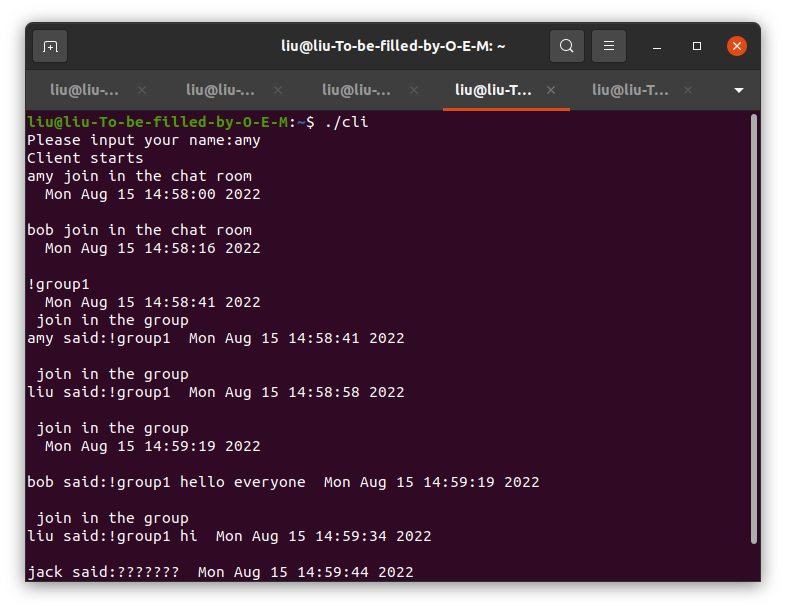 liu@liu-To-be-filled-by-O-E-M: ~
liu@liu-... × liu@liu-... × liu@liu-... × liu@liu-T... × liu@liu-T... ×
liu@liu-To-be-filled-by-O-E-M:~$ ./cli
Please input your name:amy
Client starts
amy join in the chat room
  Mon Aug 15 14:58:00 2022
bob join in the chat room
  Mon Aug 15 14:58:16 2022
!group1
  Mon Aug 15 14:58:41 2022
 join in the group
amy said:!group1  Mon Aug 15 14:58:41 2022
 join in the group
liu said:!group1  Mon Aug 15 14:58:58 2022
 join in the group
  Mon Aug 15 14:59:19 2022
bob said:!group1 hello everyone  Mon Aug 15 14:59:19 2022
 join in the group
liu said:!group1 hi  Mon Aug 15 14:59:34 2022
jack said:???????  Mon Aug 15 14:59:44 2022